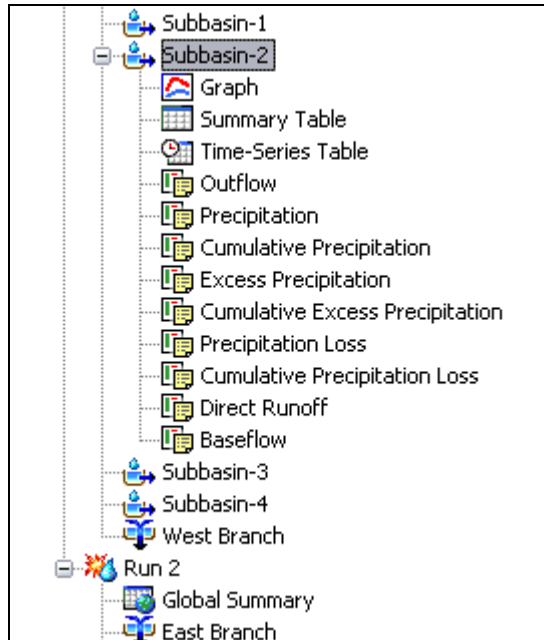 Subbasin-1
Subbasin-2
Graph
Summary Table
Time-Series Table
Outflow
Precipitation
Cumulative Precipitation
Excess Precipitation
Cumulative Excess Precipitation
Precipitation Loss
Cumulative Precipitation Loss
Direct Runoff
Baseflow
Subbasin-3
Subbasin-4
West Branch
Run 2
Global Summary
East Branch